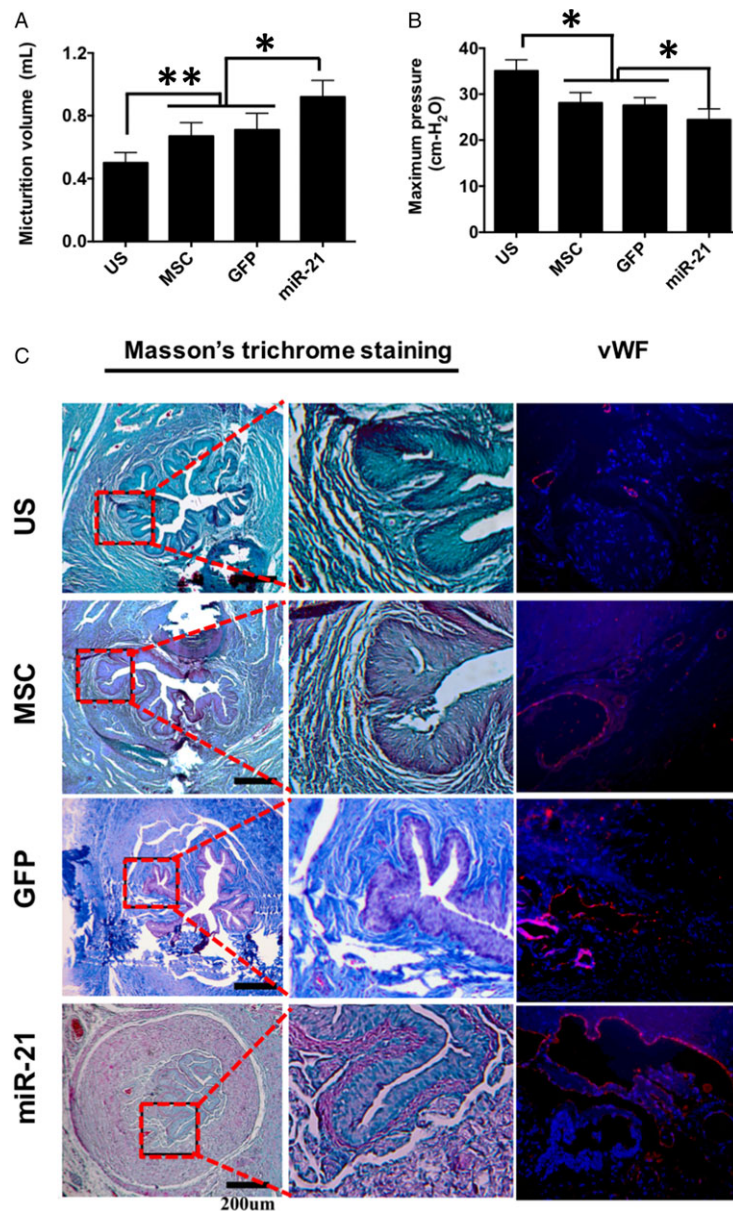 A
Micturition volume (mL)
1.2
0.8
0.4
0.0
**
*
US
MSC
GFP
miR-21
B
Maximum pressure
(cm-H₂O)
40
30
20
10
0
*
*
US
MSC
GFP
miR-21
C
Masson's trichrome staining
vWF
US
MSC
GFP
miR-21
200um